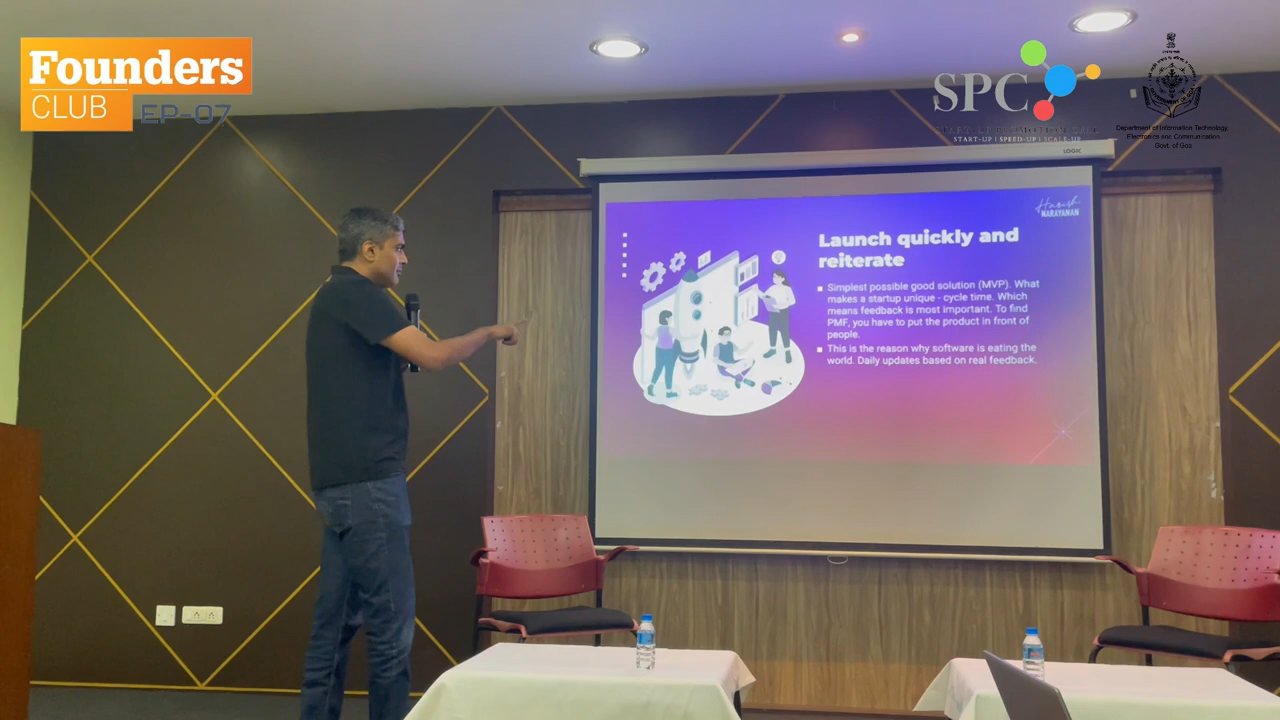 Founders
CLUB
EP-07
SPC
START-UP | SPEED-UP | SCALE-UP
Department of Information Technology
Electronics and Communication
Govt. of Goa
LOGIC
Harish
NARAYANAN
Launch quickly and
reiterate
Simplest possible good solution (MVP). What
makes a startup unique - cycle time. Which
means feedback is most important. To find
PMF, you have to put the product in front of
people.
This is the reason why software is eating the
world. Daily updates based on real feedback.